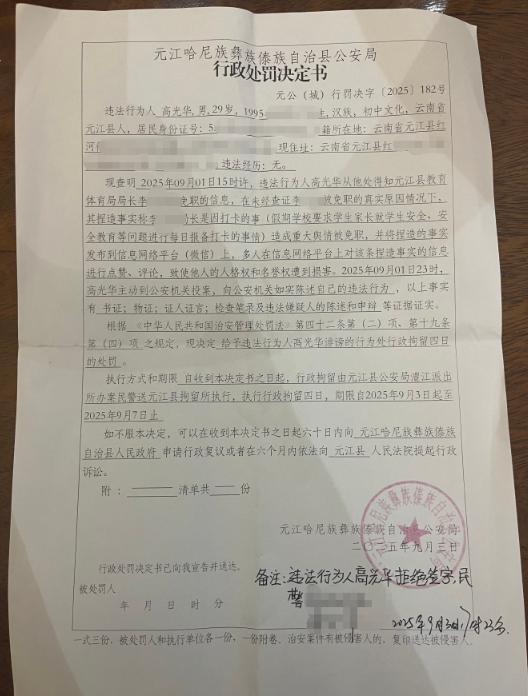 元江哈尼族彝族傣族自治县公安局
行政处罚决定书
元公（城）行罚决字〔2025〕182号
违法行为人 高光华，男，29岁，1995 生，汉族，初中文化，云南省
元江县人，居民身份证号：5 籍所在地：云南省元江县红
河 现住址：云南省元江县红
违法经历：无。
现查明 2025年09月01日15时许，违法行为人高光华从他处得知元江县教育
体育局局长李 免职的信息，在未经查证李 被免职的真实原因情况下，
其捏造事实称李 局长是因打卡的事（假期学校要求学生家长就学生安全，安
全教育等问题进行每日报备打卡的事情）造成重大舆情被免职，并将捏造的事实
发布到信息网络平台（微信）上，多人在信息网络平台上对该条捏造事实的信息
进行点赞、评论，致使他人的人格权和名誉权遭到损害。2025年09月01日23时，
高光华主动到公安机关投案，向公安机关如实陈述自己的违法行为，以上事实
有 书证；物证；证人证言；检查笔录及违法嫌疑人的陈述和申辩 等证据证实。
根据 《中华人民共和国治安管理处罚法》第四十二条第（二）项、第十九条
第（四）项 之规定，现决定 给予违法行为人高光华诽谤的行为处行政拘留四日
的处罚 。
执行方式和期限 自收到本决定书之日起，行政拘留由元江县公安局澧江派出
所办案民警送元江县拘留所执行，执行行政拘留四日，期限自2025年9月3日起至
2025年9月7日止
如不服本决定，可以在收到本决定书之日起六十日内向 元江哈尼族彝族傣族
自治县人民政府 申请行政复议或者在六个月内依法向 元江县 人民法院提起行政
诉讼。
附： 清单共 份
元江哈尼族彝族傣族自治县公安局
二〇二五年九月三日
行政处罚决定书已向我宣告并送达。
被处罚人
年 月 日 时 分
备注：违法行为人高光华拒绝签字，民
警
2025年9月3日17时23分
一式三份，被处罚人和执行单位各一份，一份附卷。治安案件有被侵害人的，复印送达被侵害人。